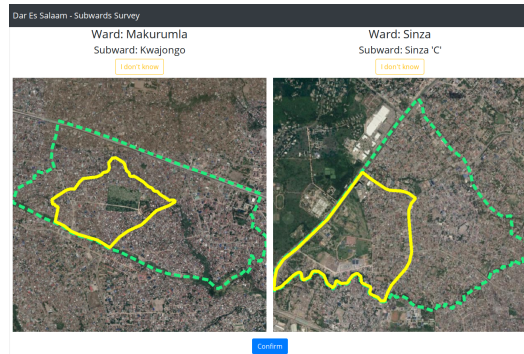 Dar Es Salaam - Subwards Survey
Ward: Makurumla
Subward: Kwajongo
I don't know
Ward: Sinza
Subward: Sinza 'C'
I don't know
Confirm